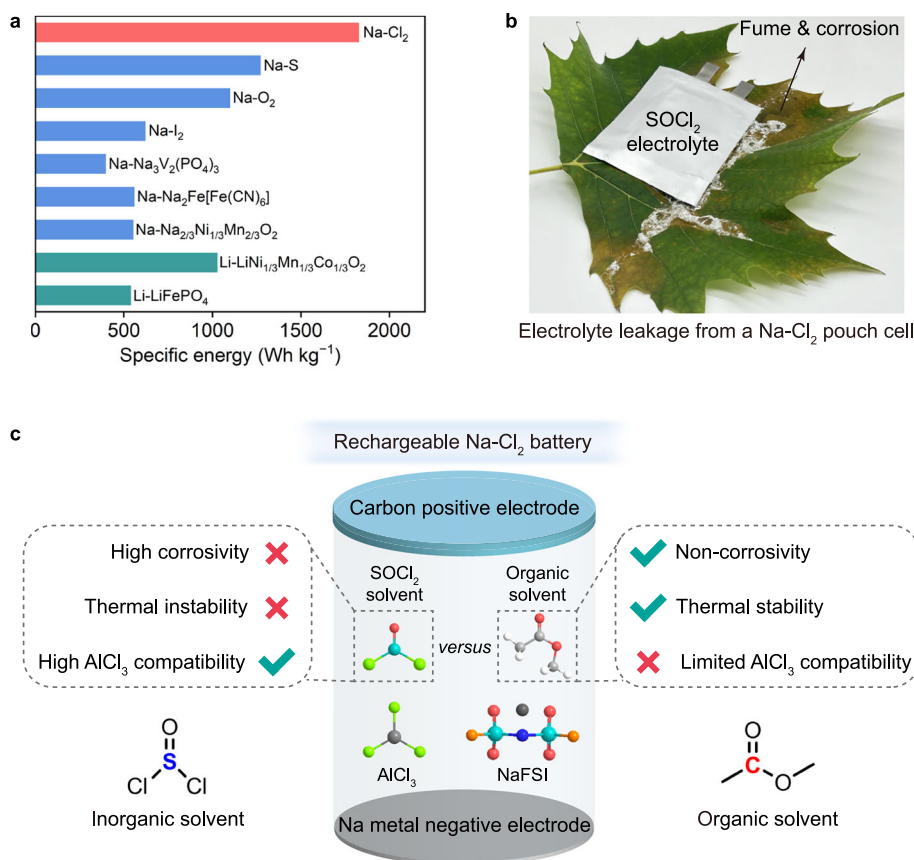 a
Na-Cl₂
Na-S
Na-O₂
Na-I₂
Na-Na₃V₂(PO₄)₃
Na-Na₂Fe[Fe(CN)₆]
Na-Na₂/₃Ni₁/₃Mn₂/₃O₂
Li-LiNi₁/₃Mn₁/₃Co₁/₃O₂
Li-LiFePO₄
0 500 1000 1500 2000
Specific energy (Wh kg⁻¹)
b
Fume & corrosion
SOCl₂
electrolyte
Electrolyte leakage from a Na-Cl₂ pouch cell
c
Rechargeable Na-Cl₂ battery
Carbon positive electrode
High corrosivity
Thermal instability
High AlCl₃ compatibility
SOCl₂
solvent
versus
Organic
solvent
Non-corrosivity
Thermal stability
Limited AlCl₃ compatibility
AlCl₃
NaFSI
Na metal negative electrode
O
S
Cl Cl
Inorganic solvent
O
C
O
Organic solvent